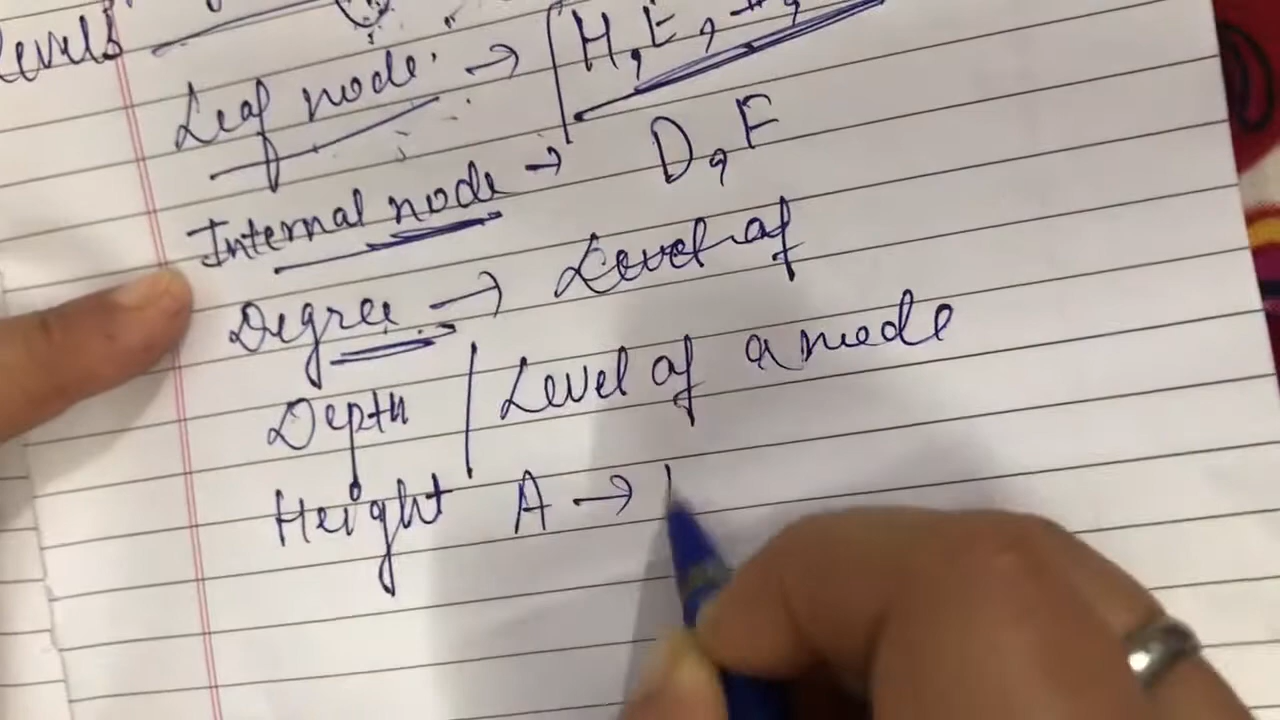 Levels
Leaf node → H, E,
Internal node → D, F
Degree → Level of
Depth / Level of a node
Height A →